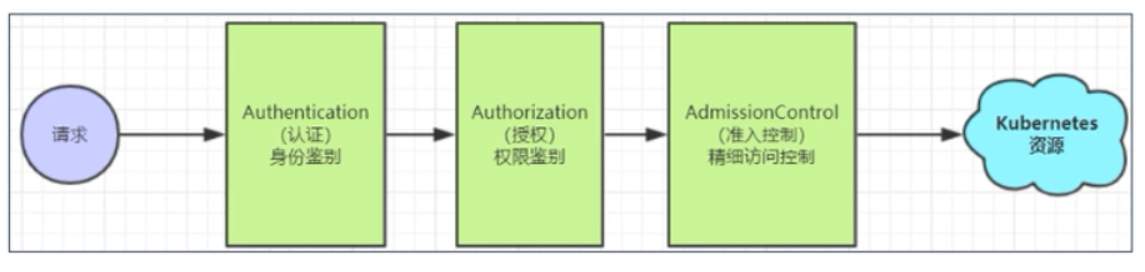 请求
Authentication
(认证)
身份鉴别
Authorization
(授权)
权限鉴别
AdmissionControl
(准入控制)
精细访问控制
Kubernetes
资源